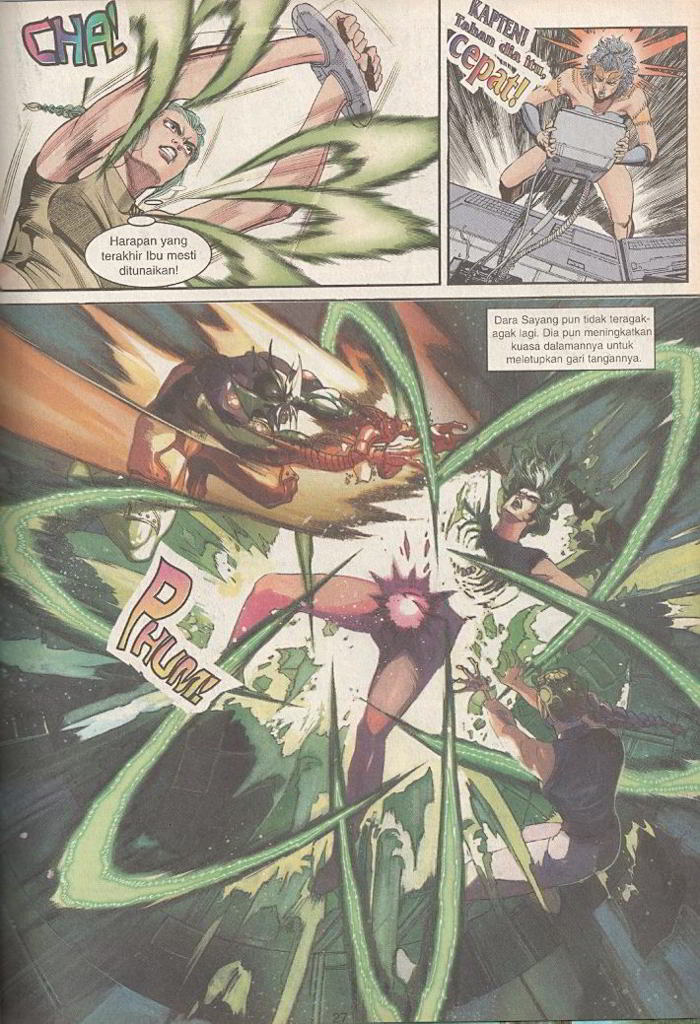 CHA!
Harapan yang
terakhir Ibu mesti
ditunaikan!
KAPTEN!
Tahan dia itu,
cepat!
Dara Sayang pun tidak teragak-
agak lagi. Dia pun meningkatkan
kuasa dalamannya untuk
meletupkan gari tangannya.
PHUM!
27